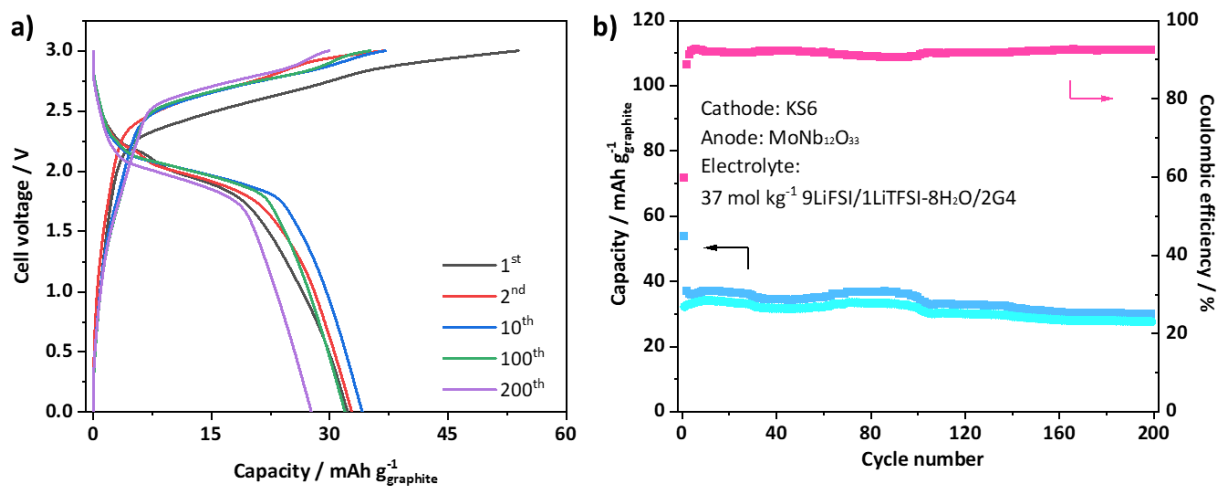 a)
Cell voltage / V
3.0
2.5
2.0
1.5
1.0
0.5
0.0
1st
2nd
10th
100th
200th
0 15 30 45 60
Capacity / mAh g-1graphite
b)
Capacity / mAh g-1graphite
120
100
80
60
40
20
0
Cathode: KS6
Anode: MoNb₁₂O₃₃
Electrolyte:
37 mol kg⁻¹ 9LiFSI/1LiTFSI-8H₂O/2G4
100
80
60
40
20
0
Coulombic efficiency / %
0 40 80 120 160 200
Cycle number